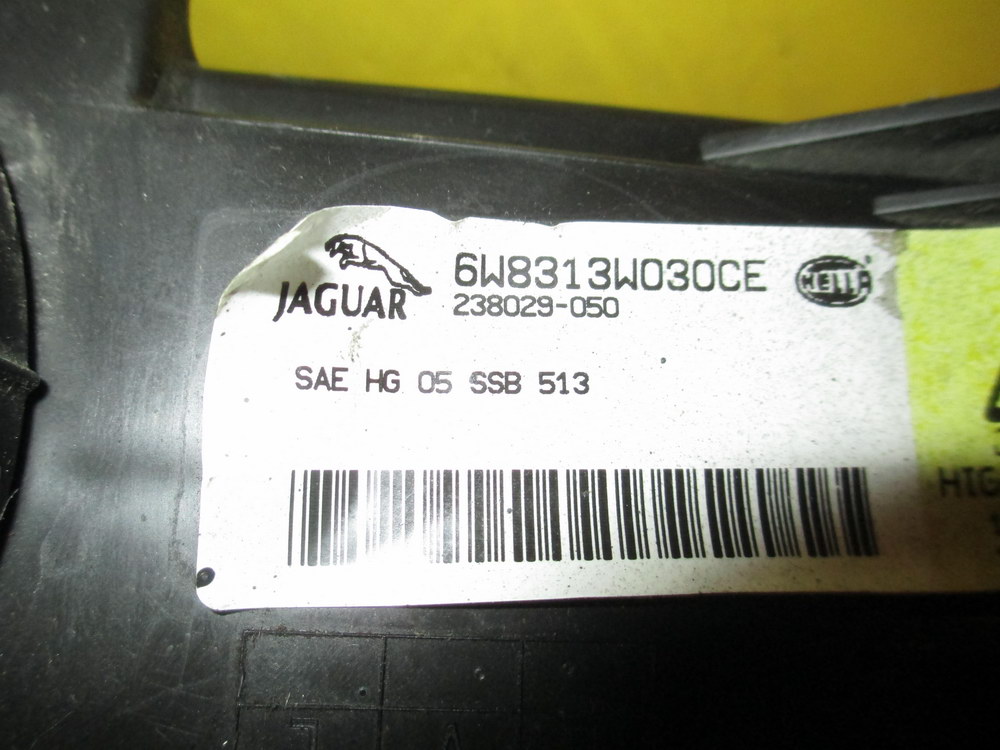 JAGUAR
6W8313W030CE
HELLA
238029-050
SAE HG 05 SSB 513